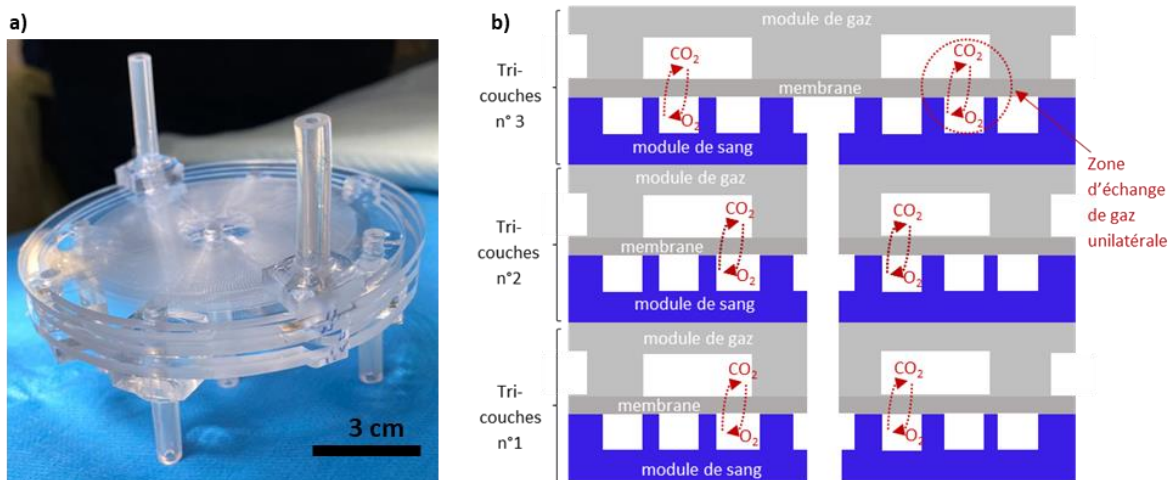 a)
3 cm
b)
Tri-
couches
n° 3
module de gaz
CO2
CO2
membrane
O2
O2
module de sang
Zone
d'échange
de gaz
unilatérale
Tri-
couches
n°2
module de gaz
CO2
CO2
membrane
O2
O2
module de sang
Tri-
couches
n°1
module de gaz
CO2
CO2
membrane
O2
O2
module de sang